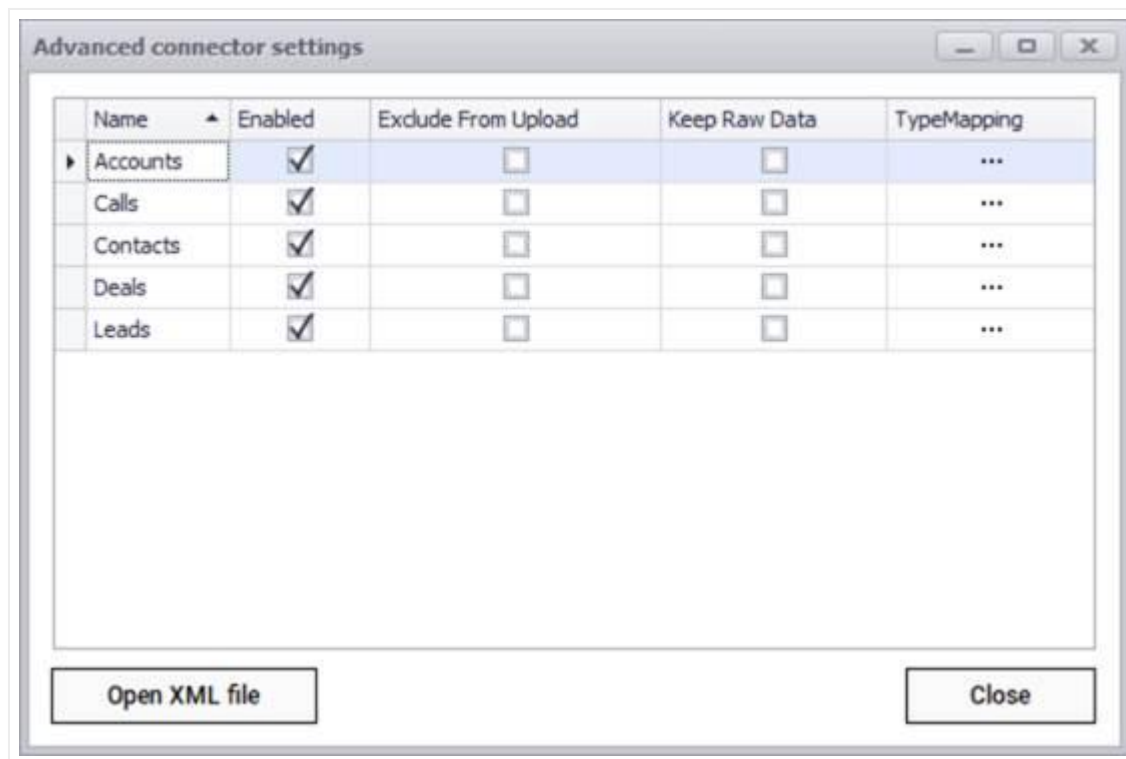 Advanced connector settings
Name Enabled Exclude From Upload Keep Raw Data TypeMapping
Accounts ...
Calls ...
Contacts ...
Deals ...
Leads ...
Open XML file Close